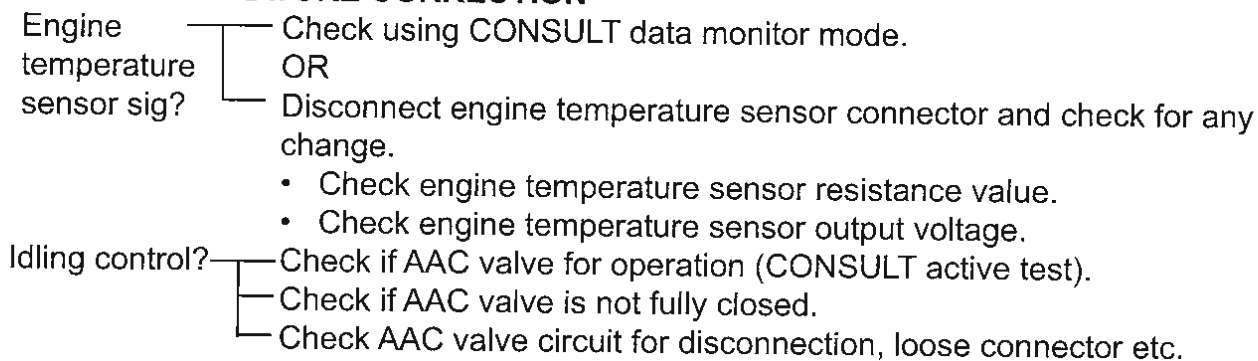 Engine Check using CONSULT data monitor mode.
temperature OR
sensor sig? Disconnect engine temperature sensor connector and check for any
change.
• Check engine temperature sensor resistance value.
• Check engine temperature sensor output voltage.
Idling control? Check if AAC valve for operation (CONSULT active test).
Check if AAC valve is not fully closed.
Check AAC valve circuit for disconnection, loose connector etc.